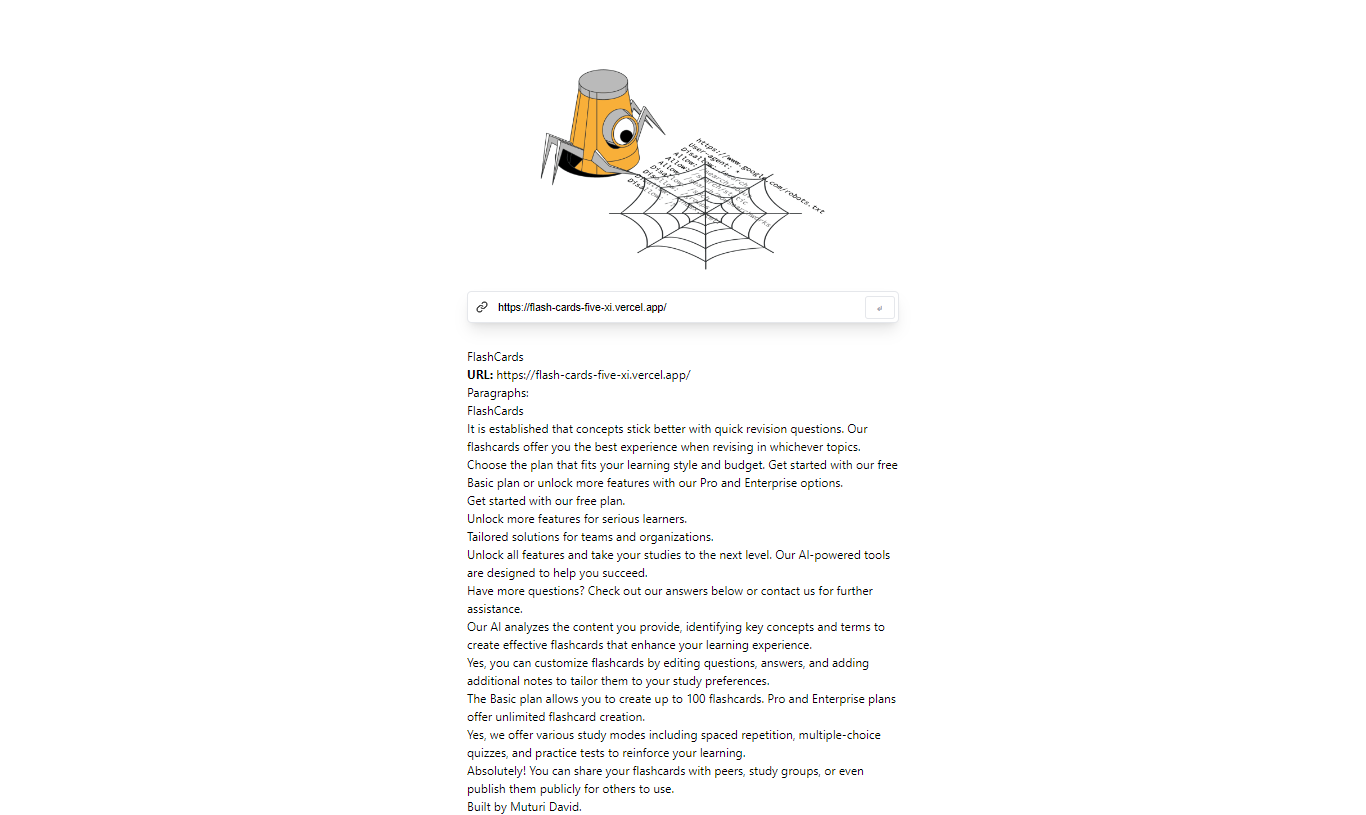 https://www.google.com/robots.txt
User-agent: *
https://flash-cards-five-xi.vercel.app/
FlashCards
URL: https://flash-cards-five-xi.vercel.app/
Paragraphs:
FlashCards
It is established that concepts stick better with quick revision questions. Our
flashcards offer you the best experience when revising in whichever topics.
Choose the plan that fits your learning style and budget. Get started with our free
Basic plan or unlock more features with our Pro and Enterprise options.
Get started with our free plan.
Unlock more features for serious learners.
Tailored solutions for teams and organizations.
Unlock all features and take your studies to the next level. Our AI-powered tools
are designed to help you succeed.
Have more questions? Check out our answers below or contact us for further
assistance.
Our AI analyzes the content you provide, identifying key concepts and terms to
create effective flashcards that enhance your learning experience.
Yes, you can customize flashcards by editing questions, answers, and adding
additional notes to tailor them to your study preferences.
The Basic plan allows you to create up to 100 flashcards. Pro and Enterprise plans
offer unlimited flashcard creation.
Yes, we offer various study modes including spaced repetition, multiple-choice
quizzes, and practice tests to reinforce your learning.
Absolutely! You can share your flashcards with peers, study groups, or even
publish them publicly for others to use.
Built by Muturi David.